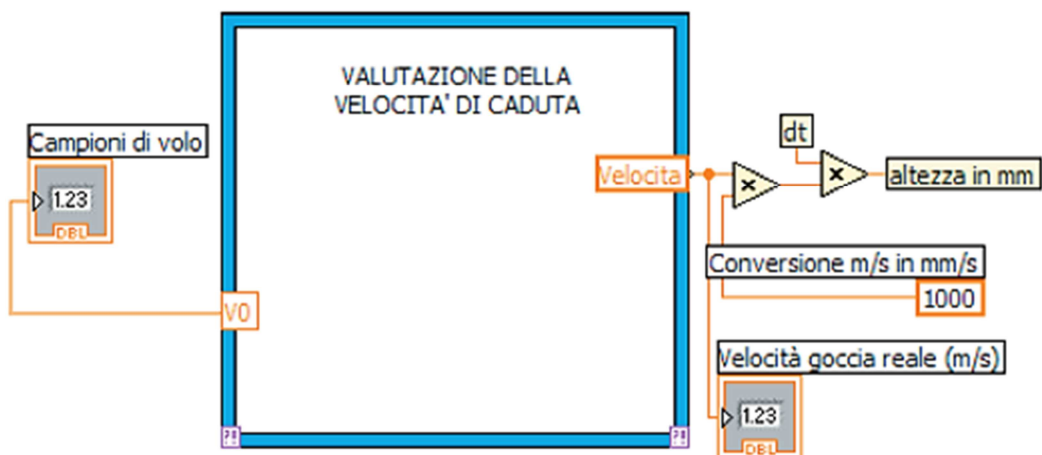 VALUTAZIONE DELLA
VELOCITA' DI CADUTA
Campioni di volo
1.23
DBL
V0
Velocita
dt
altezza in mm
Conversione m/s in mm/s
1000
Velocità goccia reale (m/s)
1.23
DBL